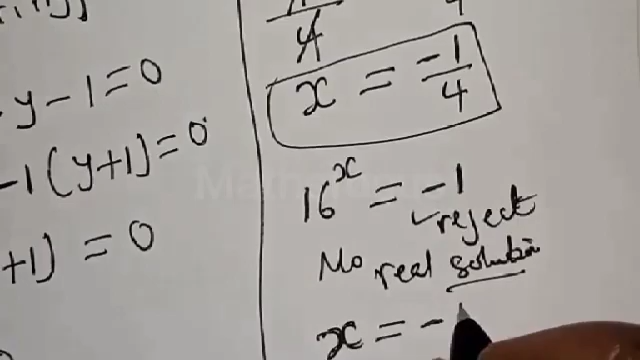 y-1=0
-1(y+1)=0
+1)=0
4
x = -1/4
16^x = -1
reject
No real solution
x = -